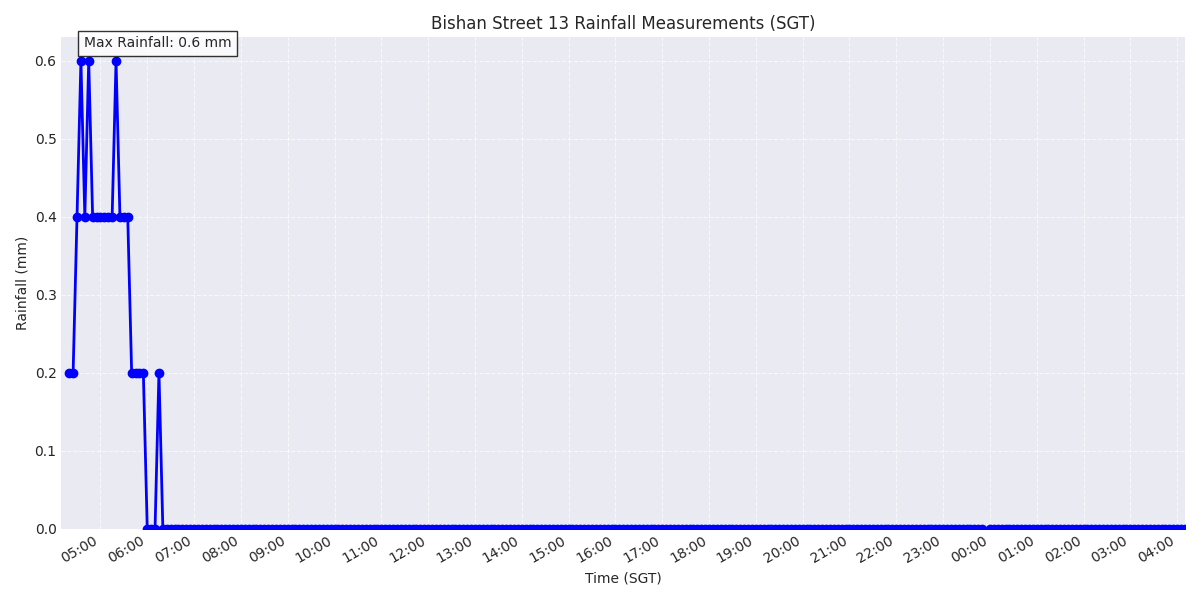 Bishan Street 13 Rainfall Measurements (SGT)
Max Rainfall: 0.6 mm
0.6
0.5
0.4
0.3
0.2
0.1
0.0
Rainfall (mm)
05:00 06:00 07:00 08:00 09:00 10:00 11:00 12:00 13:00 14:00 15:00 16:00 17:00 18:00 19:00 20:00 21:00 22:00 23:00 00:00 01:00 02:00 03:00 04:00
Time (SGT)